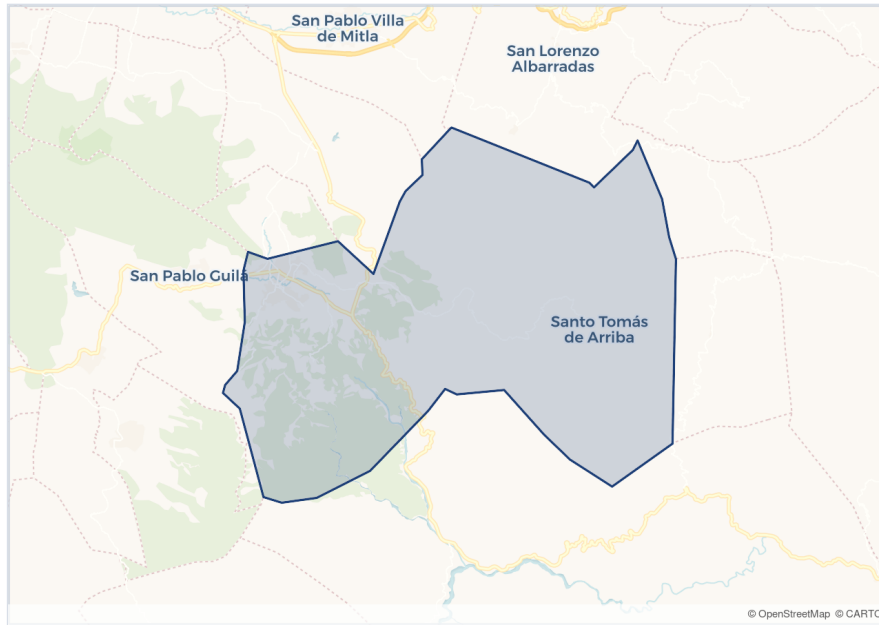 San Pablo Villa
de Mitla
San Lorenzo
Albarradas
San Pablo Guilá
Santo Tomás
de Arriba
© OpenStreetMap © CARTO